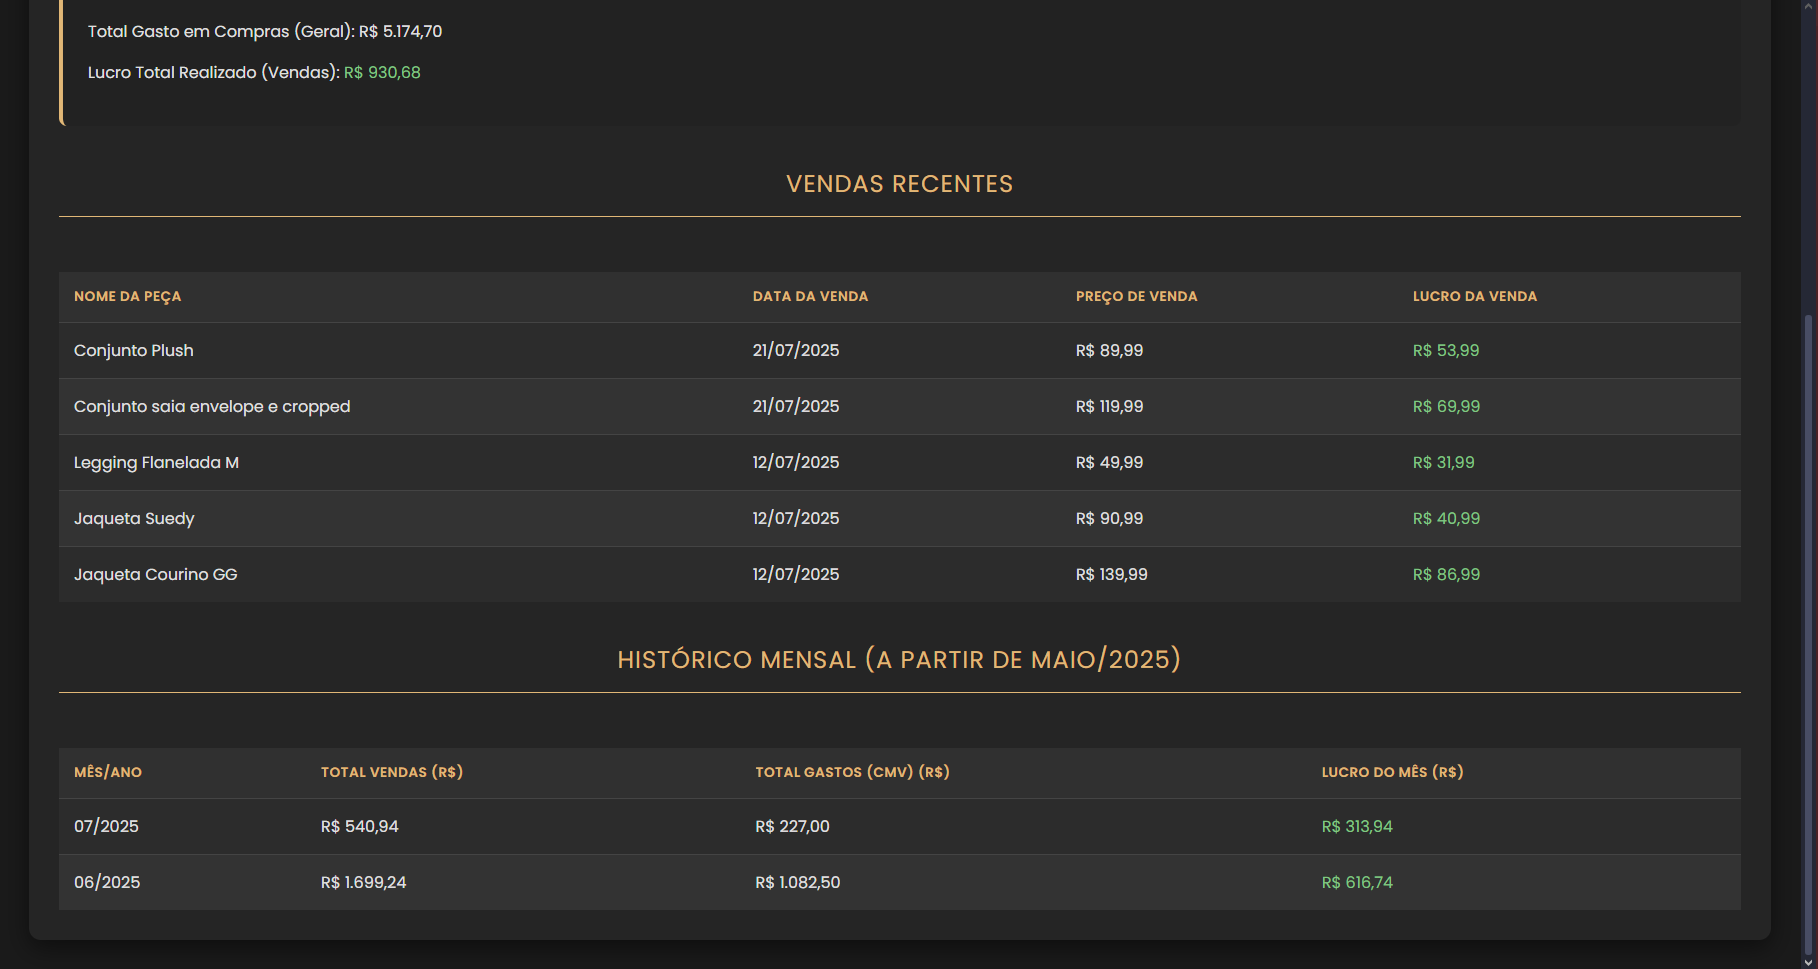 Total Gasto em Compras (Geral): R$ 5.174,70
Lucro Total Realizado (Vendas): R$ 930,68
VENDAS RECENTES
NOME DA PEÇA DATA DA VENDA PREÇO DE VENDA LUCRO DA VENDA
Conjunto Plush 21/07/2025 R$ 89,99 R$ 53,99
Conjunto saia envelope e cropped 21/07/2025 R$ 119,99 R$ 69,99
Legging Flanelada M 12/07/2025 R$ 49,99 R$ 31,99
Jaqueta Suedy 12/07/2025 R$ 90,99 R$ 40,99
Jaqueta Courino GG 12/07/2025 R$ 139,99 R$ 86,99
HISTÓRICO MENSAL (A PARTIR DE MAIO/2025)
MÊS/ANO TOTAL VENDAS (R$) TOTAL GASTOS (CMV) (R$) LUCRO DO MÊS (R$)
07/2025 R$ 540,94 R$ 227,00 R$ 313,94
06/2025 R$ 1.699,24 R$ 1.082,50 R$ 616,74